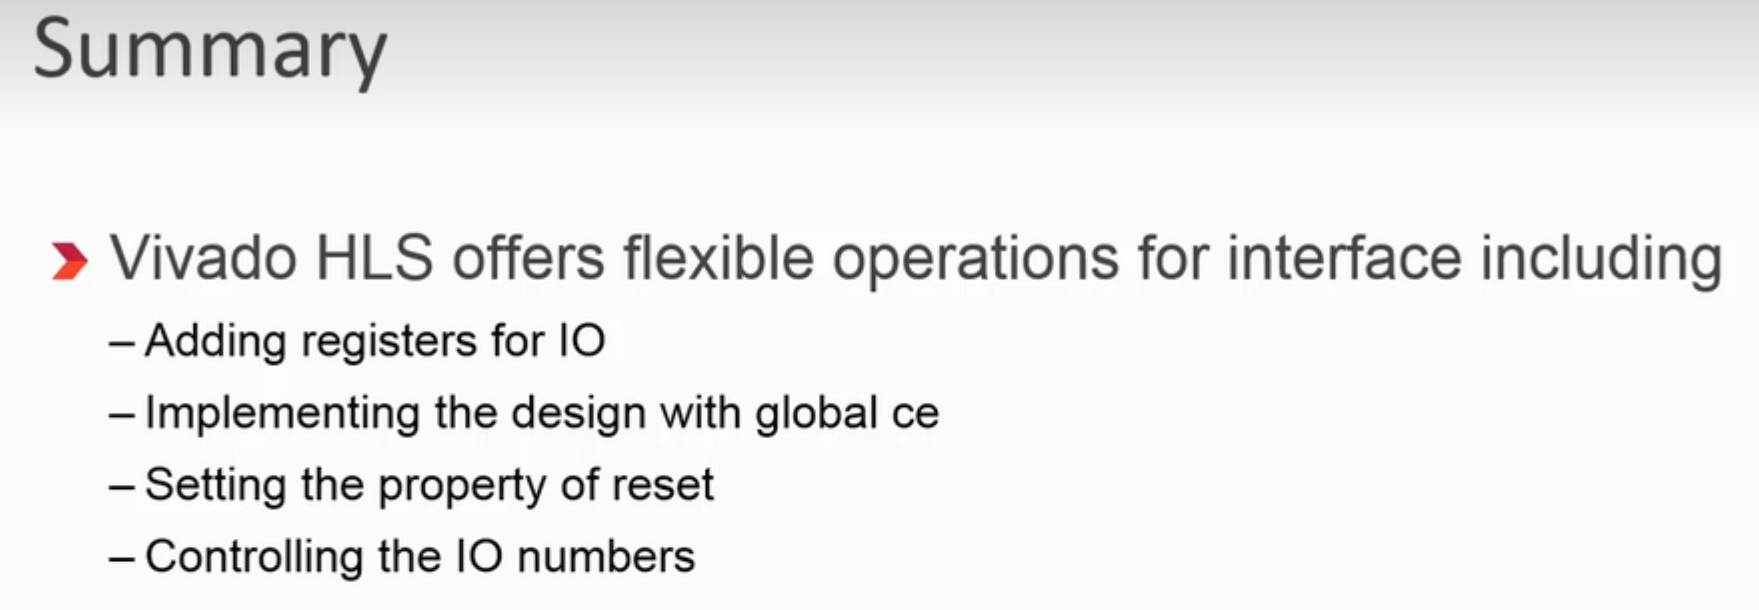 Summary
Vivado HLS offers flexible operations for interface including
– Adding registers for IO
– Implementing the design with global ce
– Setting the property of reset
– Controlling the IO numbers